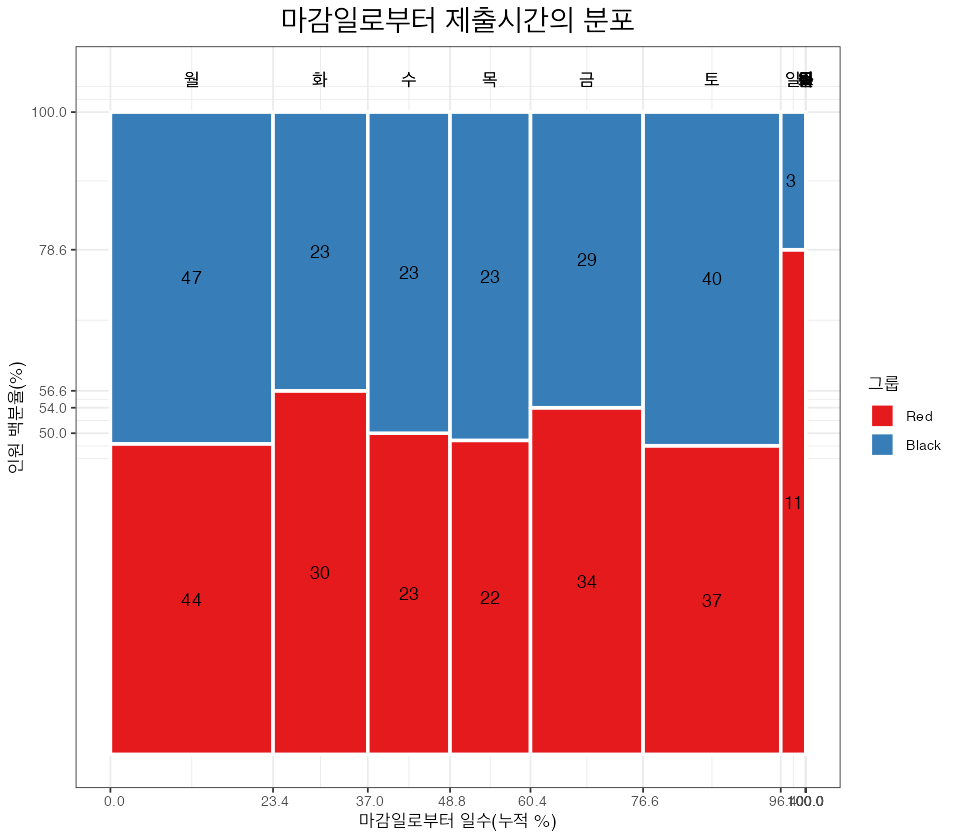 마감일로부터 제출시간의 분포
월 화 수 목 금 토 일
100.0
78.6
56.6
54.0
50.0
인원 백분율(%)
47 23 23 23 29 40 3
44 30 23 22 34 37 11
0.0 23.4 37.0 48.8 60.4 76.6 100.0
마감일로부터 일수(누적 %)
그룹
Red
Black